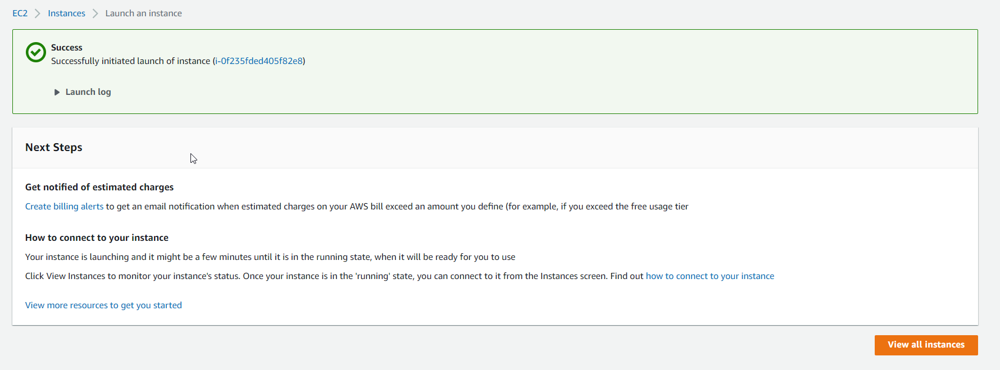 EC2 Instances Launch an instance
Success
Successfully initiated launch of instance (i-0f235fded405f82e8)
Launch log
Next Steps
Get notified of estimated charges
Create billing alerts to get an email notification when estimated charges on your AWS bill exceed an amount you define (for example, if you exceed the free usage tier
How to connect to your instance
Your instance is launching and it might be a few minutes until it is in the running state, when it will be ready for you to use
Click View Instances to monitor your instance's status. Once your instance is in the 'running' state, you can connect to it from the Instances screen. Find out how to connect to your instance
View more resources to get you started
View all instances